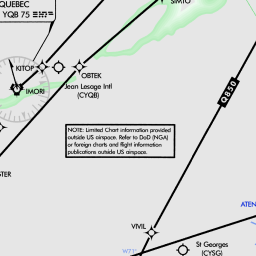 QUEBEC
YQB 75
SIMTO
KITOP
OBTEK
IMORI
Jean Lesage Intl
(CYQB)
Q850
NOTE: Limited Chart information provided
outside US airspace. Refer to DoD (NGA)
or foreign charts and flight information
publications outside US airspace.
STER
ATEN
VIVIL
St Georges
(CYSG)
W71°